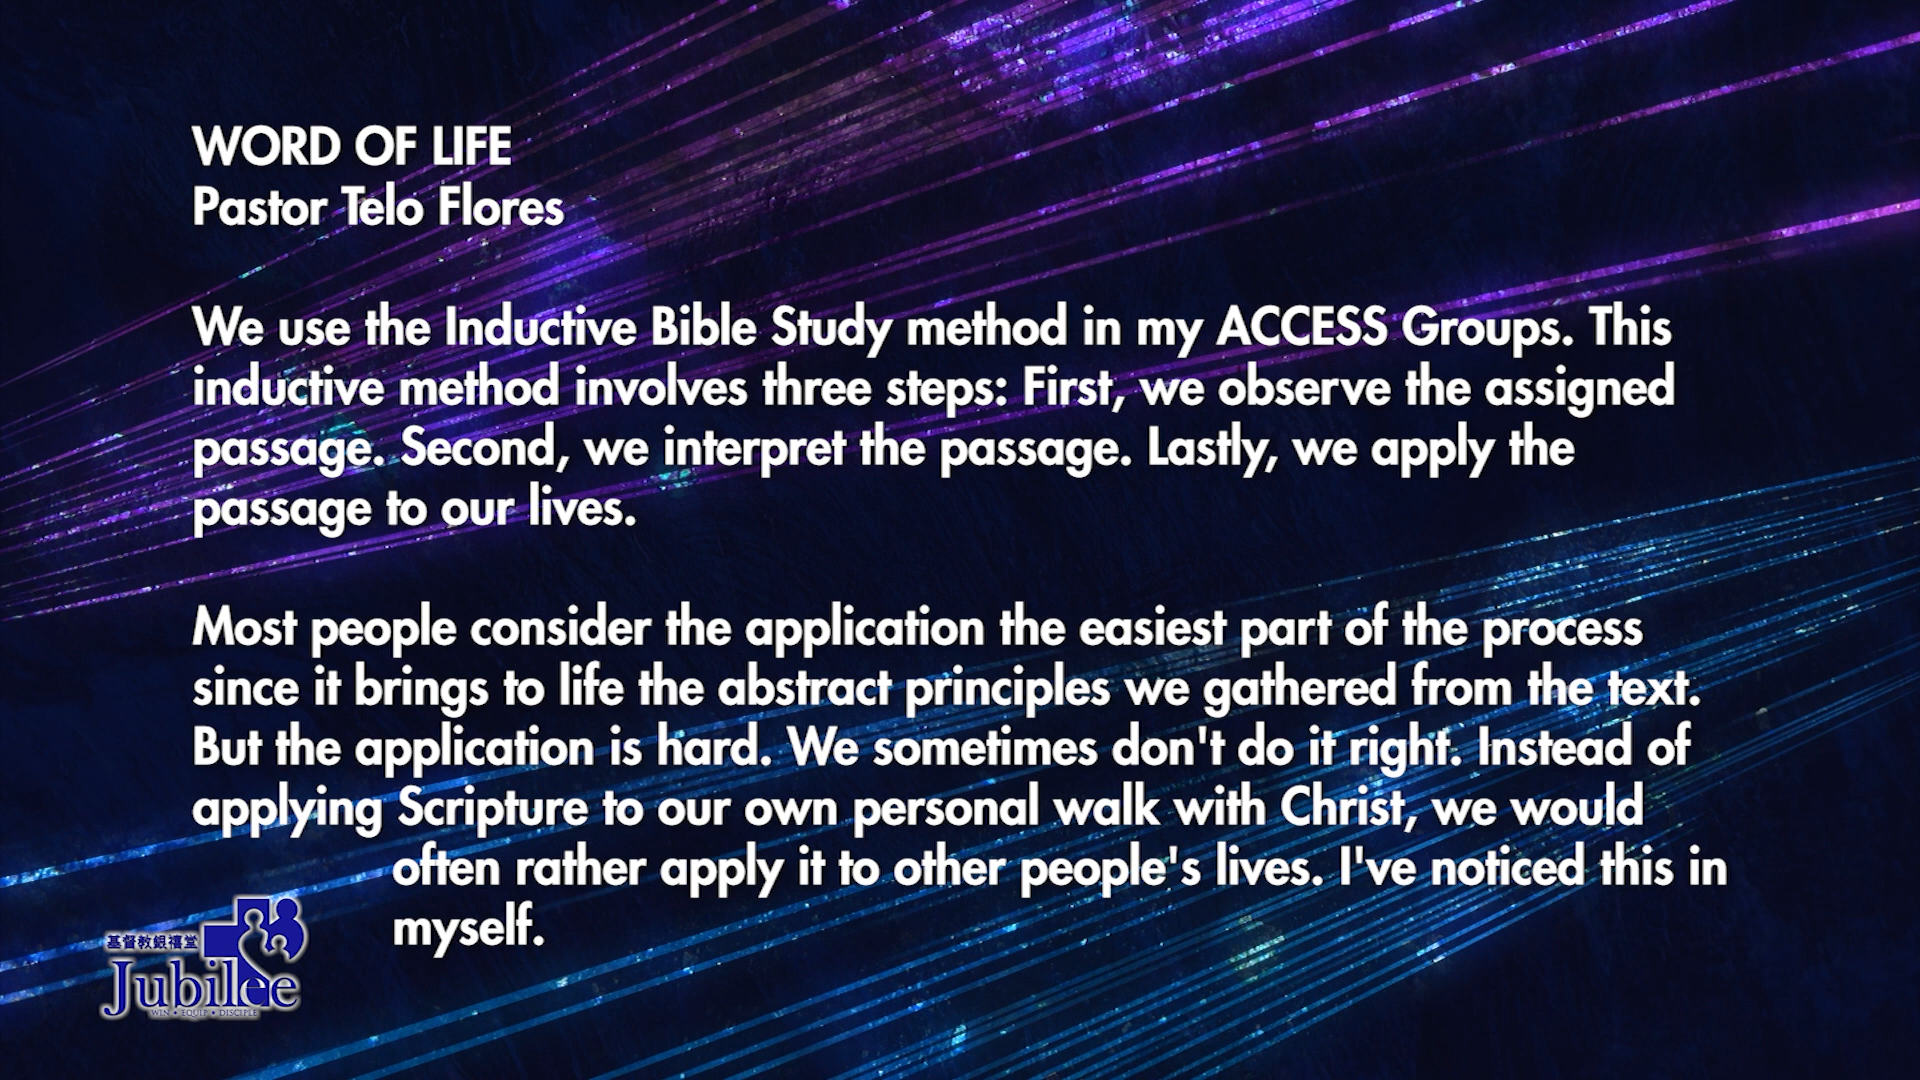 WORD OF LIFE
Pastor Telo Flores
We use the Inductive Bible Study method in my ACCESS Groups. This
inductive method involves three steps: First, we observe the assigned
passage. Second, we interpret the passage. Lastly, we apply the
passage to our lives.
Most people consider the application the easiest part of the process
since it brings to life the abstract principles we gathered from the text.
But the application is hard. We sometimes don't do it right. Instead of
applying Scripture to our own personal walk with Christ, we would
often rather apply it to other people's lives. I've noticed this in
myself.
基督教銀禧堂
Jubilee
WIN • EQUIP • DISCIPLE